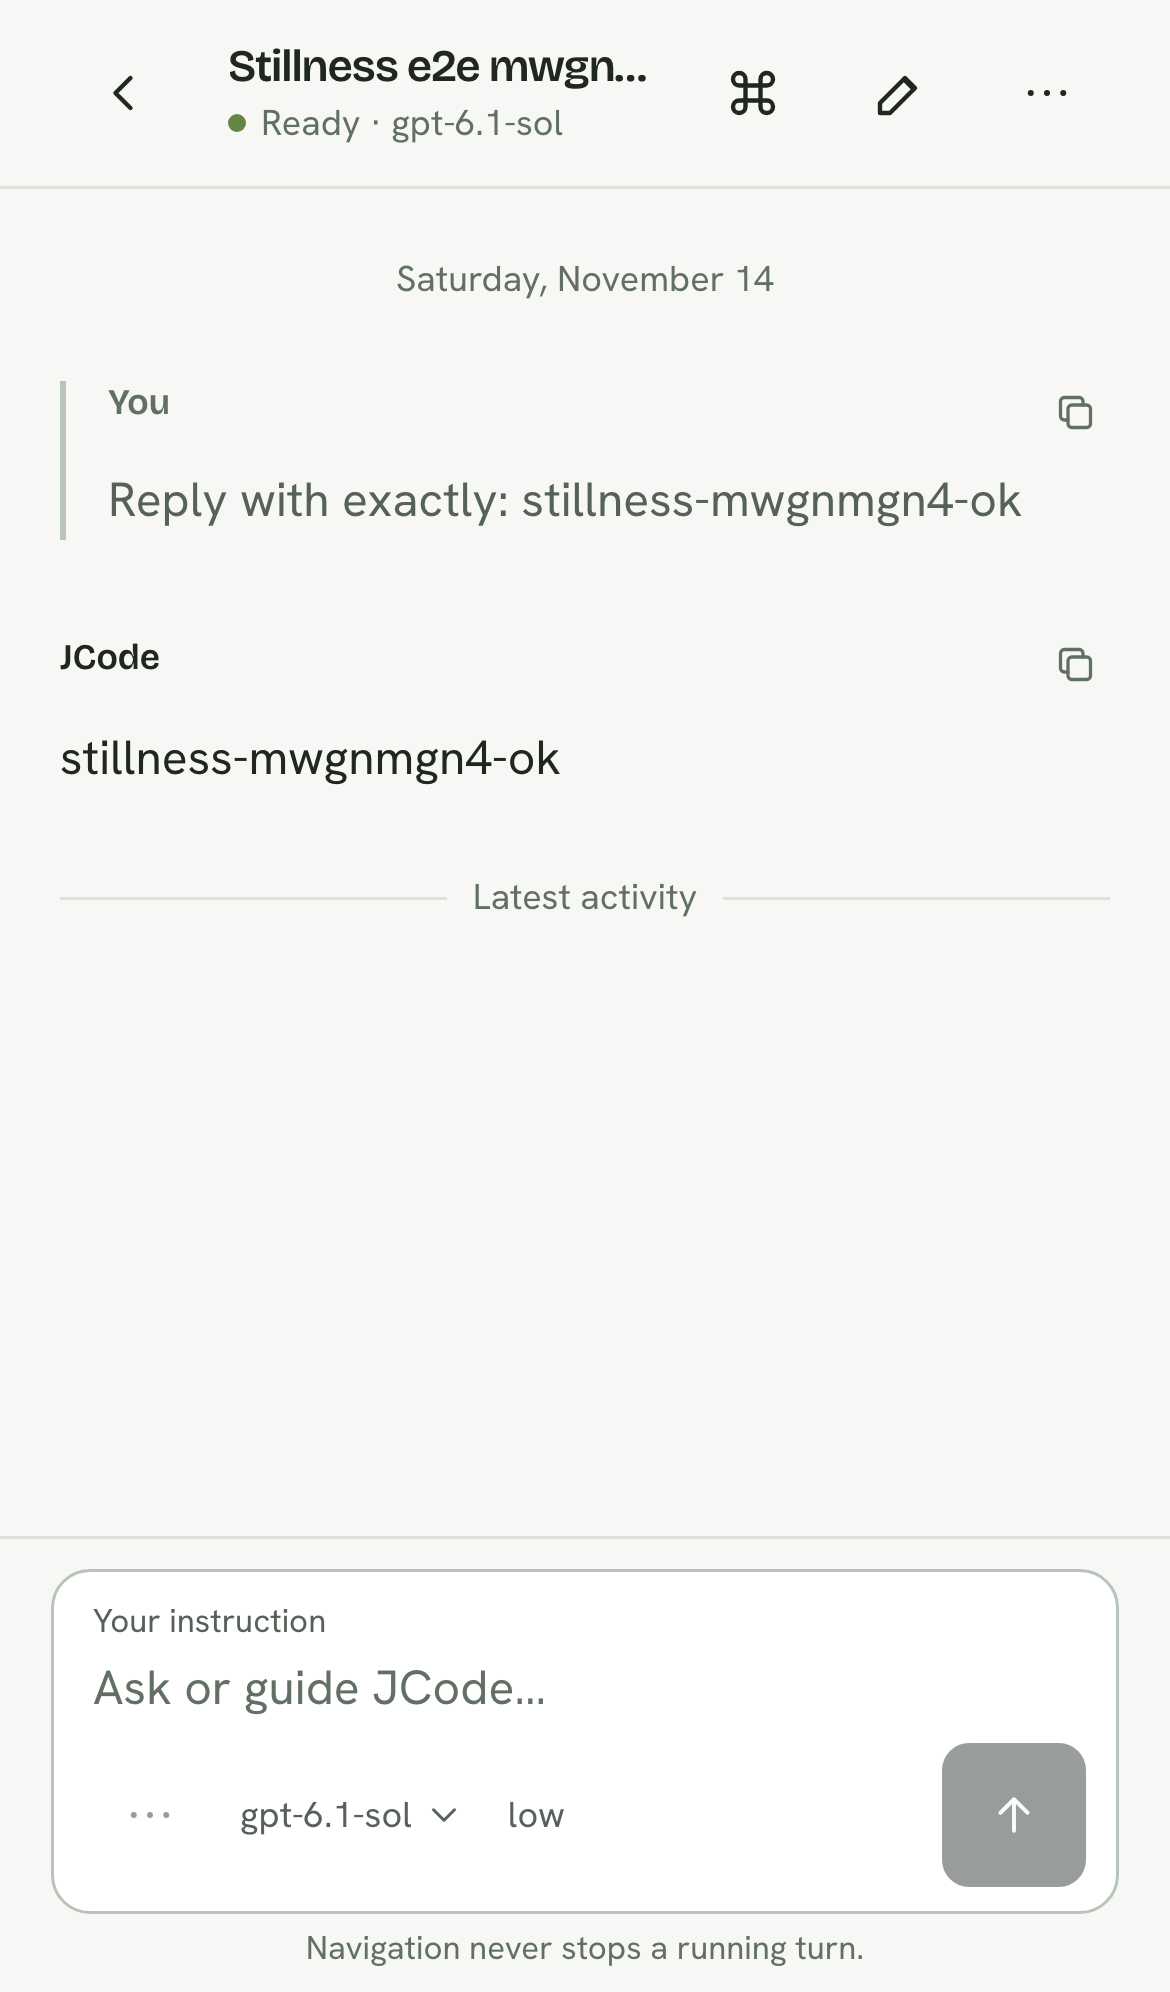 Stillness e2e mwgn...
Ready · gpt-6.1-sol
Saturday, November 14
You
Reply with exactly: stillness-mwgnmgn4-ok
JCode
stillness-mwgnmgn4-ok
Latest activity
Your instruction
Ask or guide JCode...
gpt-6.1-sol low
Navigation never stops a running turn.